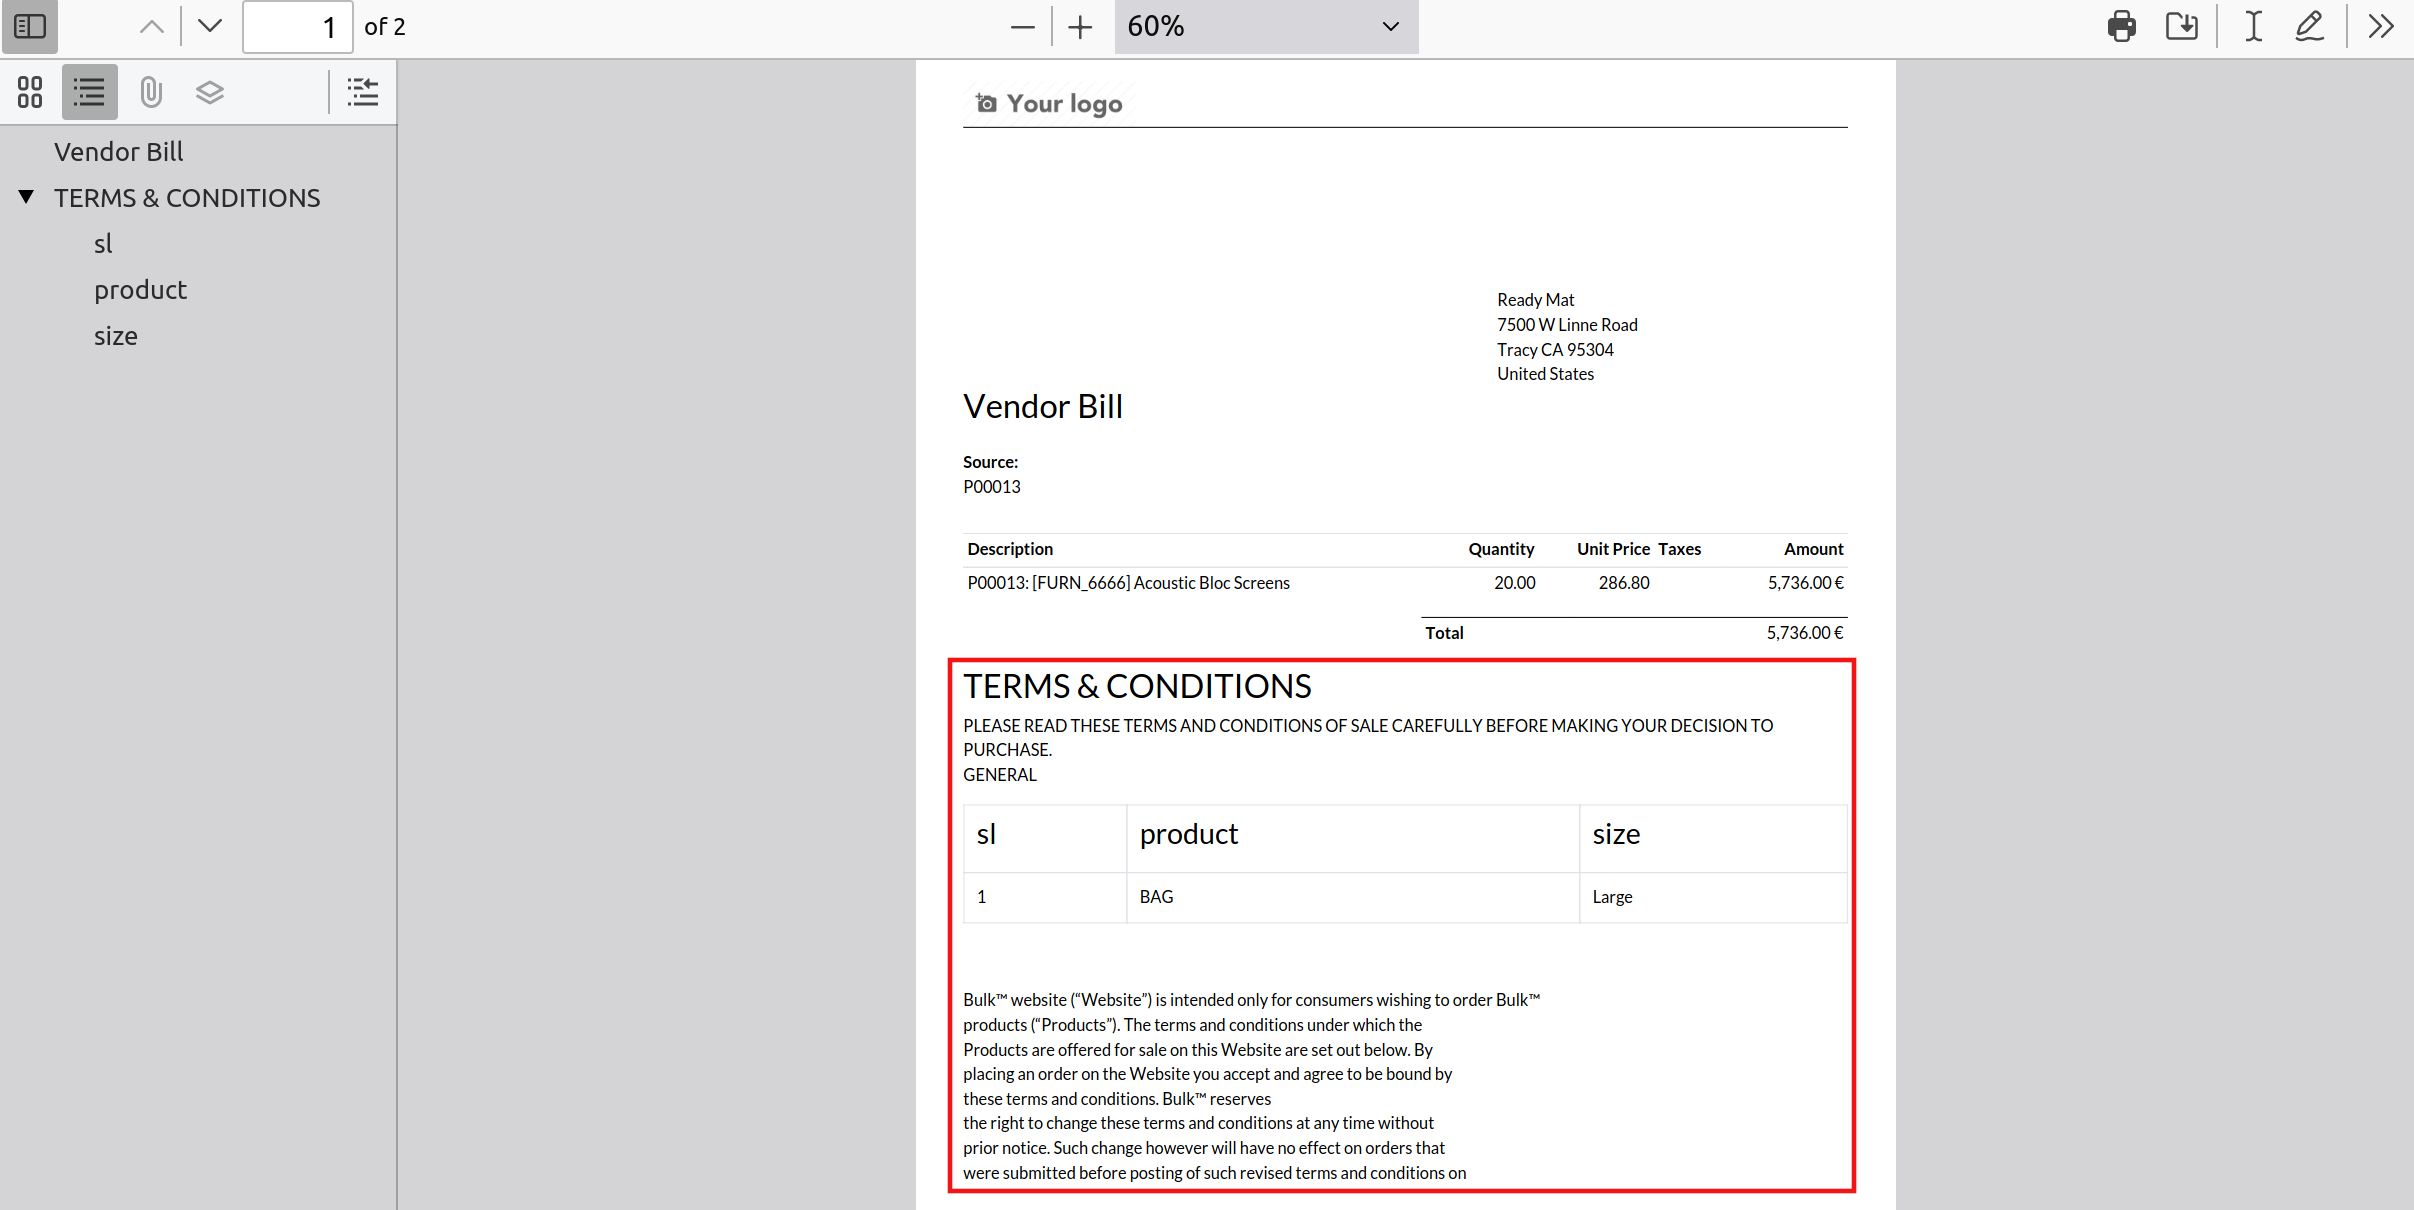 1 of 2
60%
Vendor Bill
TERMS & CONDITIONS
sl
product
size
Your logo
Ready Mat
7500 W Linne Road
Tracy CA 95304
United States
Vendor Bill
Source:
P00013
Description Quantity Unit Price Taxes Amount
P00013: [FURN_6666] Acoustic Bloc Screens 20.00 286.80 5,736.00 €
Total 5,736.00 €
TERMS & CONDITIONS
PLEASE READ THESE TERMS AND CONDITIONS OF SALE CAREFULLY BEFORE MAKING YOUR DECISION TO
PURCHASE.
GENERAL
sl product size
1 BAG Large
Bulk™ website (“Website”) is intended only for consumers wishing to order Bulk™
products (“Products”). The terms and conditions under which the
Products are offered for sale on this Website are set out below. By
placing an order on the Website you accept and agree to be bound by
these terms and conditions. Bulk™ reserves
the right to change these terms and conditions at any time without
prior notice. Such change however will have no effect on orders that
were submitted before posting of such revised terms and conditions on